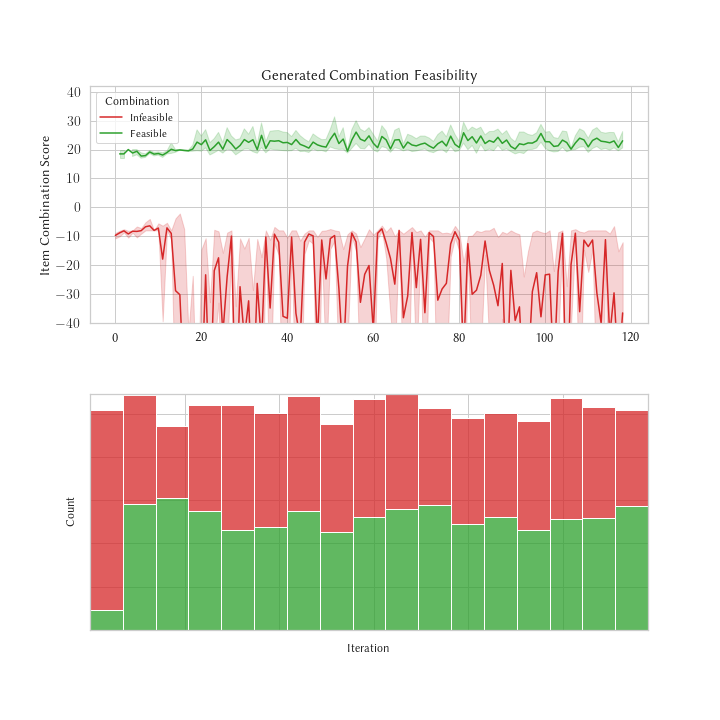 Generated Combination Feasibility
Item Combination Score
40
30
20
10
0
−10
−20
−30
−40
Combination
Infeasible
Feasible
0 20 40 60 80 100 120
Count
Iteration